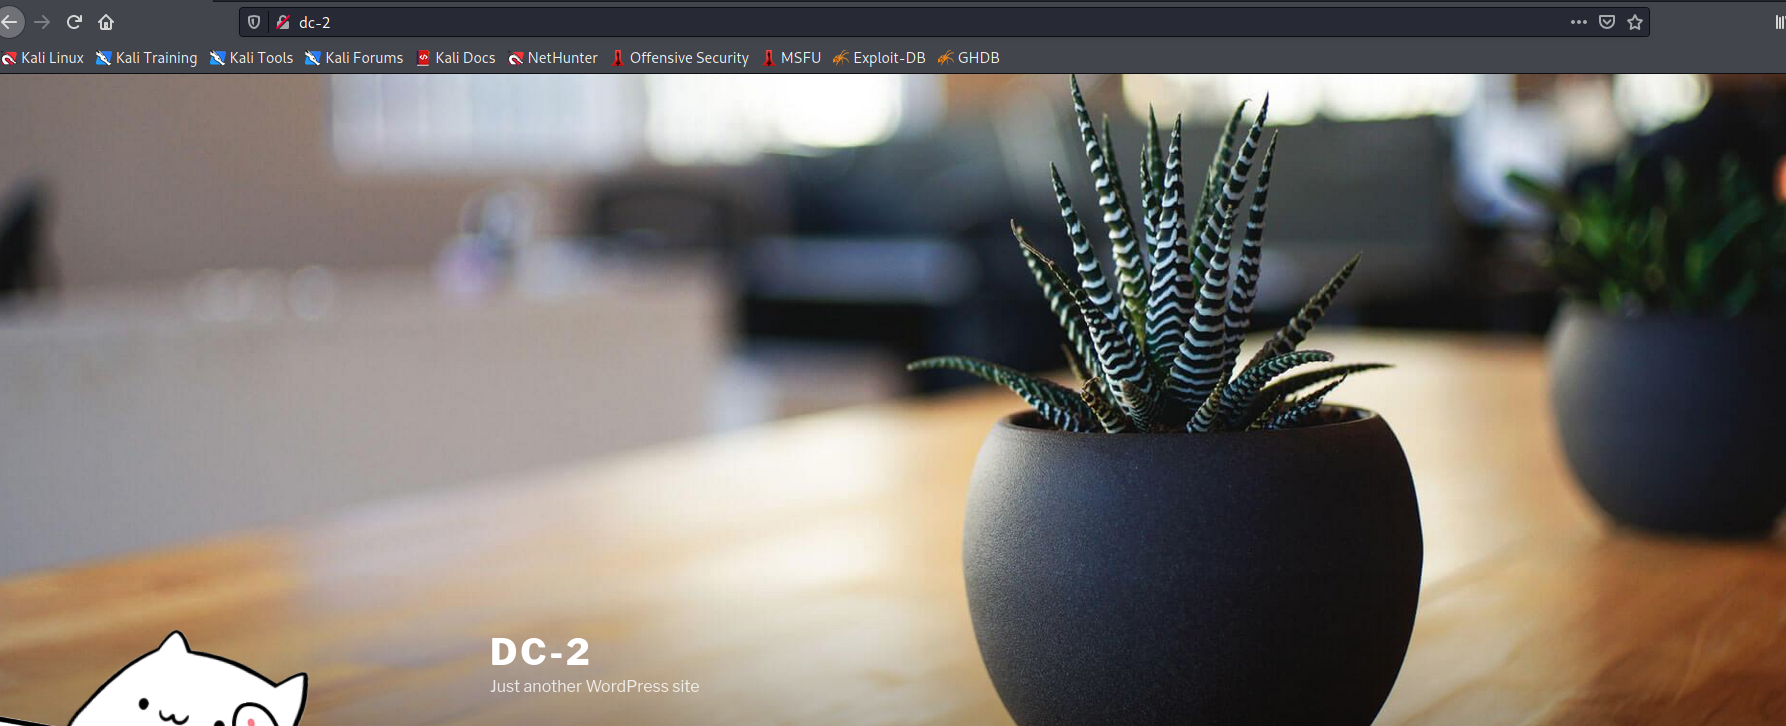 dc-2
Kali Linux Kali Training Kali Tools Kali Forums Kali Docs NetHunter Offensive Security MSFU Exploit-DB GHDB
DC-2
Just another WordPress site